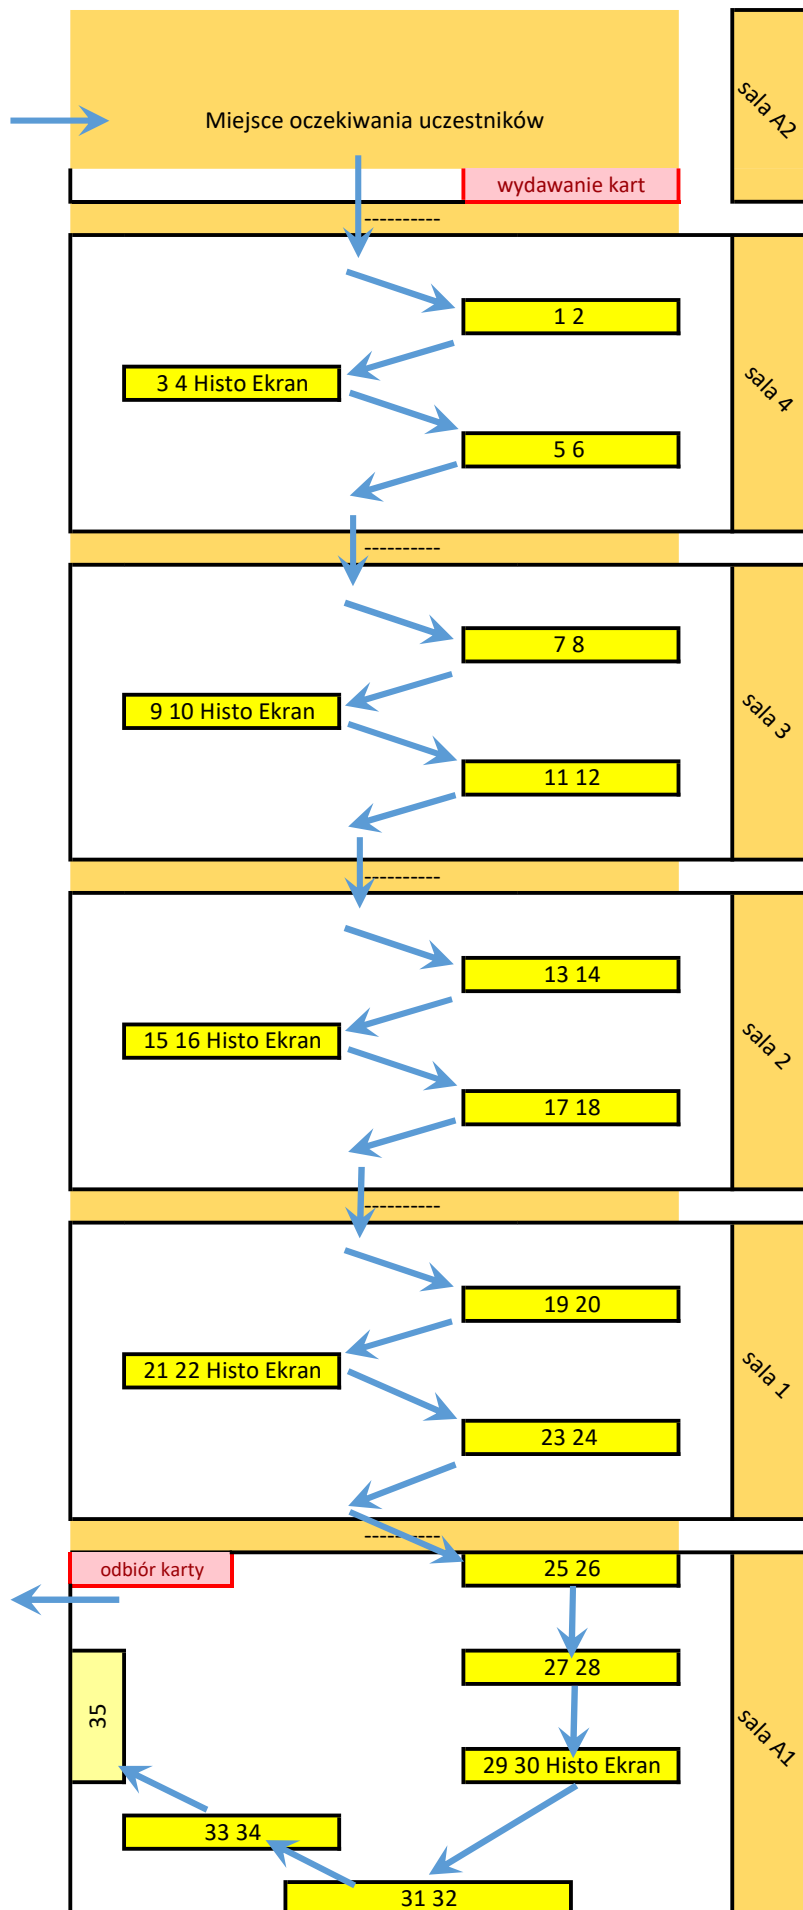 Miejsce oczekiwania uczestników
sala A2
wydawanie kart
----------
1 2
3 4 Histo Ekran
sala 4
5 6
----------
7 8
9 10 Histo Ekran
sala 3
11 12
----------
13 14
15 16 Histo Ekran
sala 2
17 18
----------
19 20
21 22 Histo Ekran
sala 1
23 24
----------
odbiór karty
25 26
27 28
35
sala A1
29 30 Histo Ekran
33 34
31 32